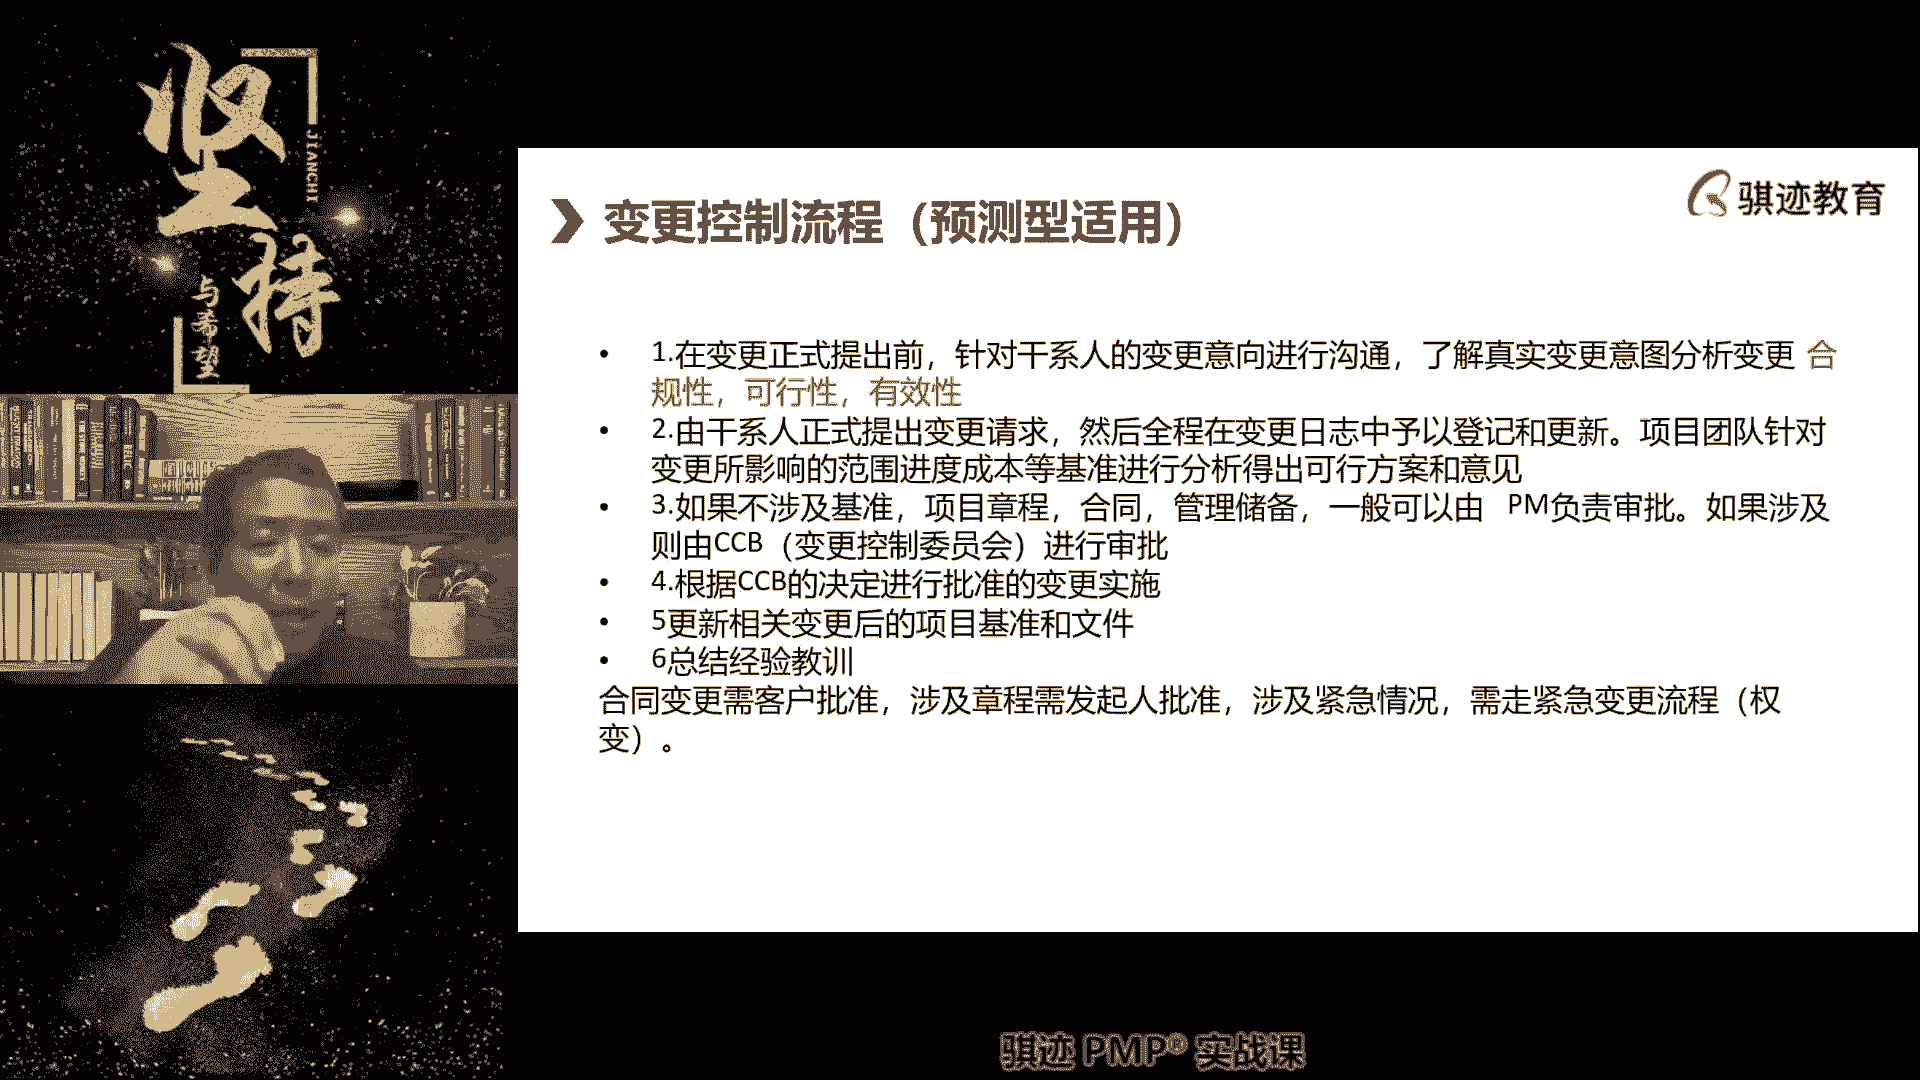 坚持
JIANCHI
与希望
骐迹教育
变更控制流程（预测型适用）
• 1.在变更正式提出前，针对干系人的变更意向进行沟通，了解真实变更意图分析变更 合
规性，可行性，有效性
• 2.由干系人正式提出变更请求，然后全程在变更日志中予以登记和更新。项目团队针对
变更所影响的范围进度成本等基准进行分析得出可行方案和意见
• 3.如果不涉及基准，项目章程，合同，管理储备，一般可以由 PM负责审批。如果涉及
则由CCB（变更控制委员会）进行审批
• 4.根据CCB的决定进行批准的变更实施
• 5更新相关变更后的项目基准和文件
• 6总结经验教训
合同变更需客户批准，涉及章程需发起人批准，涉及紧急情况，需走紧急变更流程（权
变）。
骐迹 PMP® 实战课